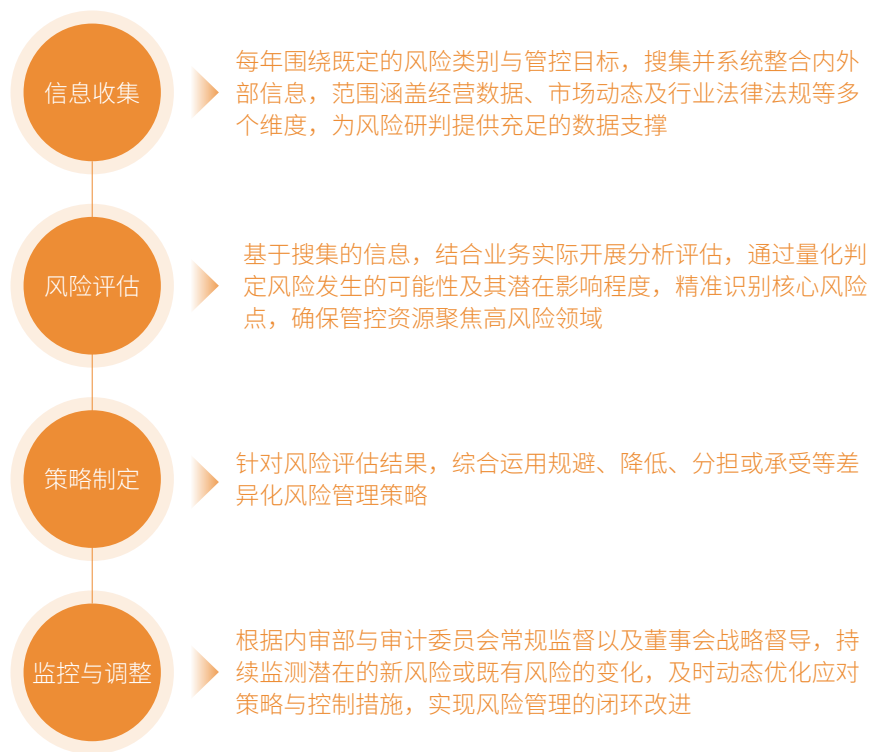 信息收集
每年围绕既定的风险类别与管控目标，搜集并系统整合内外
部信息，范围涵盖经营数据、市场动态及行业法律法规等多
个维度，为风险研判提供充足的数据支撑
风险评估
基于搜集的信息，结合业务实际开展分析评估，通过量化判
定风险发生的可能性及其潜在影响程度，精准识别核心风险
点，确保管控资源聚焦高风险领域
策略制定
针对风险评估结果，综合运用规避、降低、分担或承受等差
异化风险管理策略
监控与调整
根据内审部与审计委员会常规监督以及董事会战略督导，持
续监测潜在的新风险或既有风险的变化，及时动态优化应对
策略与控制措施，实现风险管理的闭环改进